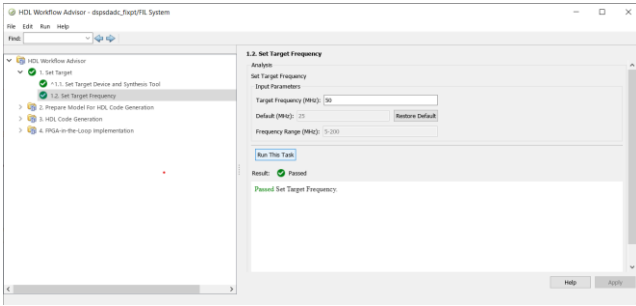 HDL Workflow Advisor - dspsdadc_fixpt/FIL System
File Edit Run Help
Find:
HDL Workflow Advisor
1. Set Target
^1.1. Set Target Device and Synthesis Tool
1.2. Set Target Frequency
2. Prepare Model For HDL Code Generation
3. HDL Code Generation
4. FPGA-in-the-Loop Implementation
1.2. Set Target Frequency
Analysis
Set Target Frequency
Input Parameters
Target Frequency (MHz): 50
Default (MHz): 25 Restore Default
Frequency Range (MHz): 5-200
Run This Task
Result: Passed
Passed Set Target Frequency.
Help Apply